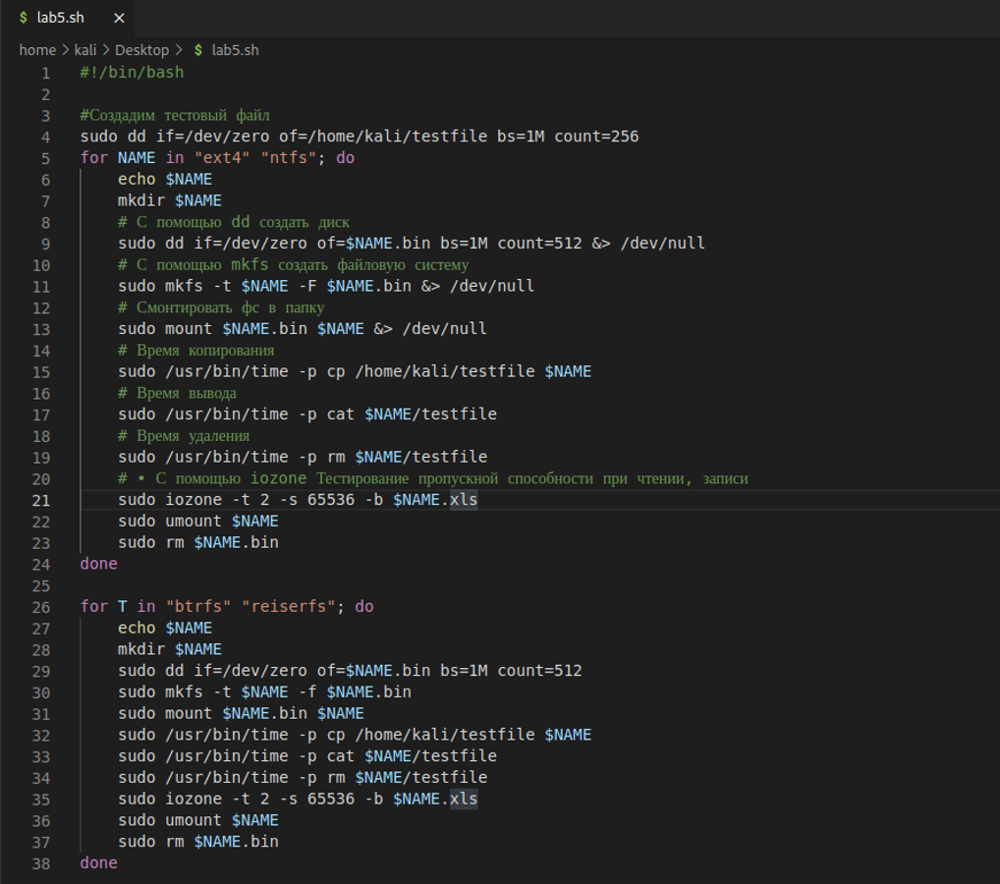 $ lab5.sh ×
home > kali > Desktop > $ lab5.sh
1 #!/bin/bash
2
3 #Создадим тестовый файл
4 sudo dd if=/dev/zero of=/home/kali/testfile bs=1M count=256
5 for NAME in "ext4" "ntfs"; do
6     echo $NAME
7     mkdir $NAME
8     # С помощью dd создать диск
9     sudo dd if=/dev/zero of=$NAME.bin bs=1M count=512 &> /dev/null
10     # С помощью mkfs создать файловую систему
11     sudo mkfs -t $NAME -F $NAME.bin &> /dev/null
12     # Смонтировать фс в папку
13     sudo mount $NAME.bin $NAME &> /dev/null
14     # Время копирования
15     sudo /usr/bin/time -p cp /home/kali/testfile $NAME
16     # Время вывода
17     sudo /usr/bin/time -p cat $NAME/testfile
18     # Время удаления
19     sudo /usr/bin/time -p rm $NAME/testfile
20     # • С помощью iozone Тестирование пропускной способности при чтении, записи
21     sudo iozone -t 2 -s 65536 -b $NAME.xls
22     sudo umount $NAME
23     sudo rm $NAME.bin
24 done
25
26 for T in "btrfs" "reiserfs"; do
27     echo $NAME
28     mkdir $NAME
29     sudo dd if=/dev/zero of=$NAME.bin bs=1M count=512
30     sudo mkfs -t $NAME -f $NAME.bin
31     sudo mount $NAME.bin $NAME
32     sudo /usr/bin/time -p cp /home/kali/testfile $NAME
33     sudo /usr/bin/time -p cat $NAME/testfile
34     sudo /usr/bin/time -p rm $NAME/testfile
35     sudo iozone -t 2 -s 65536 -b $NAME.xls
36     sudo umount $NAME
37     sudo rm $NAME.bin
38 done